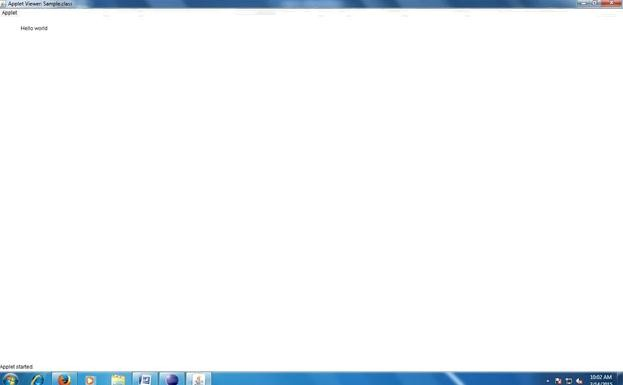 Applet Viewer: Sample.class
Applet
Hello world
Applet started.
10:02 AM